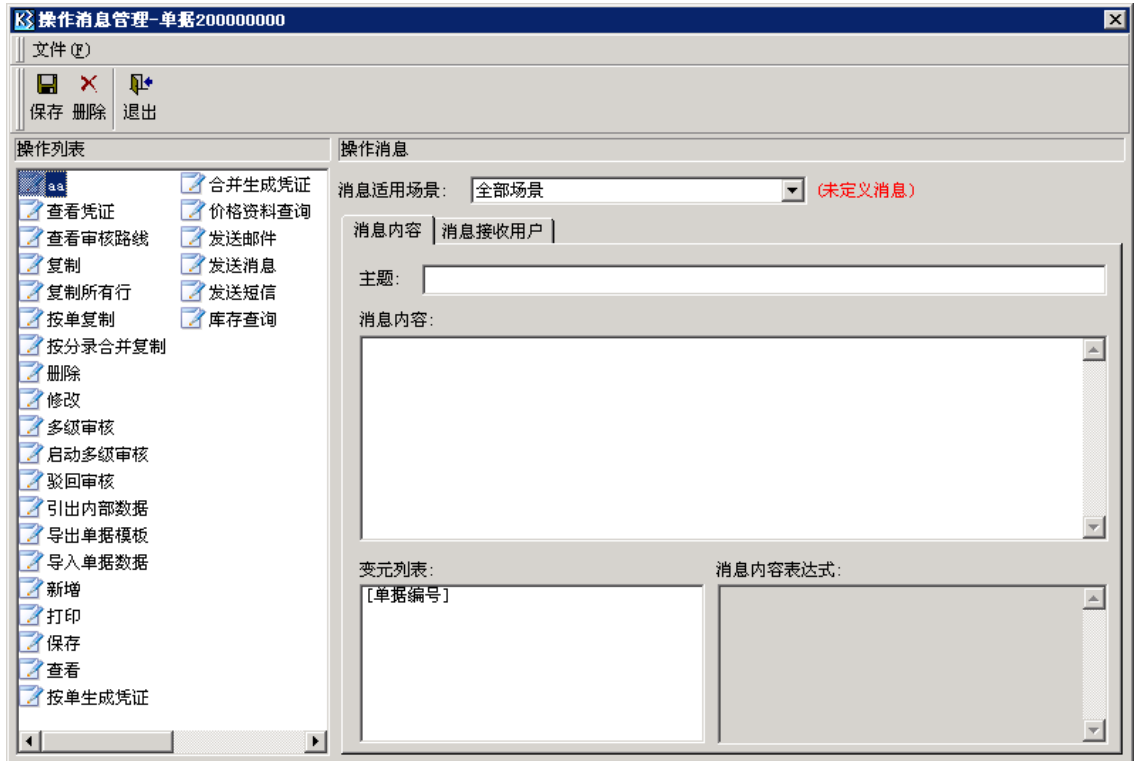 操作消息管理-单据200000000
文件(F)
保存 删除 退出
操作列表
aa
查看凭证
查看审核路线
复制
复制所有行
按单复制
按分录合并复制
删除
修改
多级审核
启动多级审核
驳回审核
引出内部数据
导出单据模板
导入单据数据
新增
打印
保存
查看
按单生成凭证
合并生成凭证
价格资料查询
发送邮件
发送消息
发送短信
库存查询
操作消息
消息适用场景: 全部场景 (未定义消息)
消息内容 消息接收用户
主题:
消息内容:
变元列表:
[单据编号]
消息内容表达式: